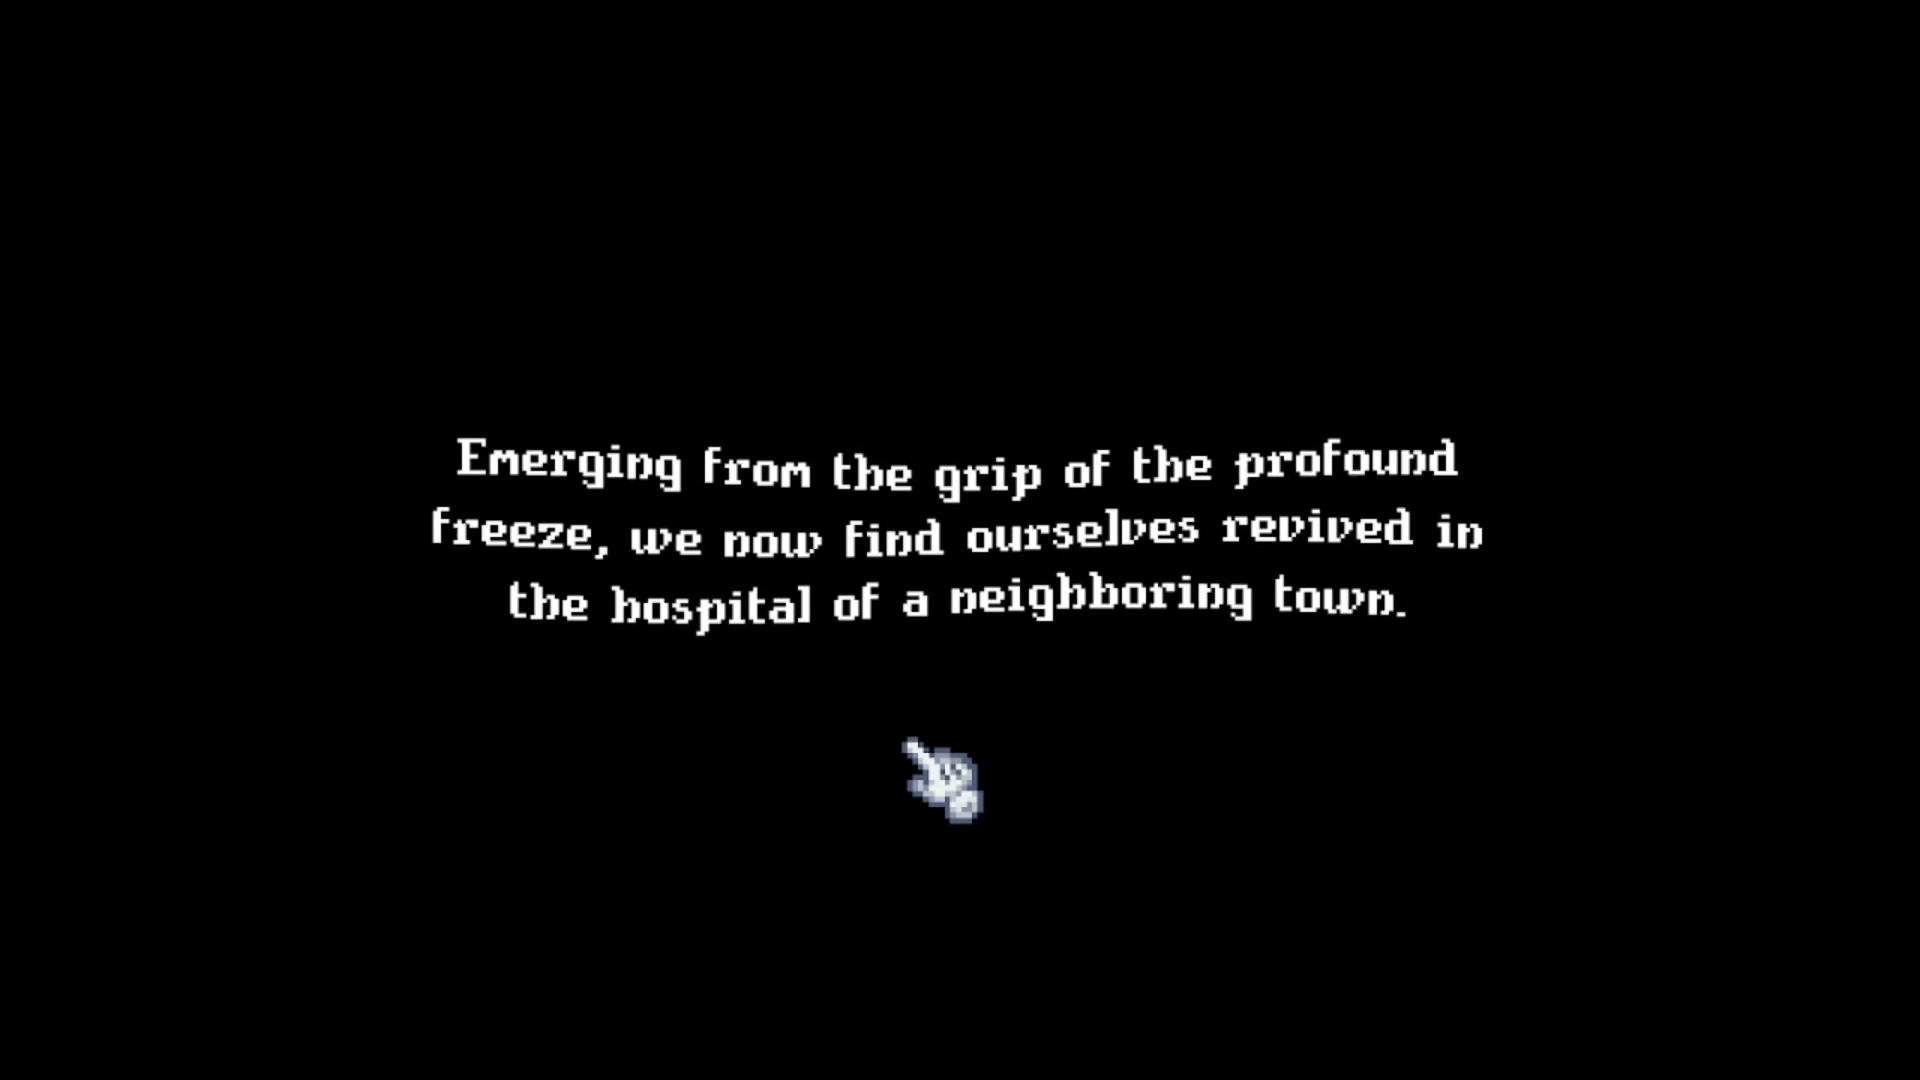 Emerging from the grip of the profound
freeze, we now find ourselves revived in
the hospital of a neighboring town.